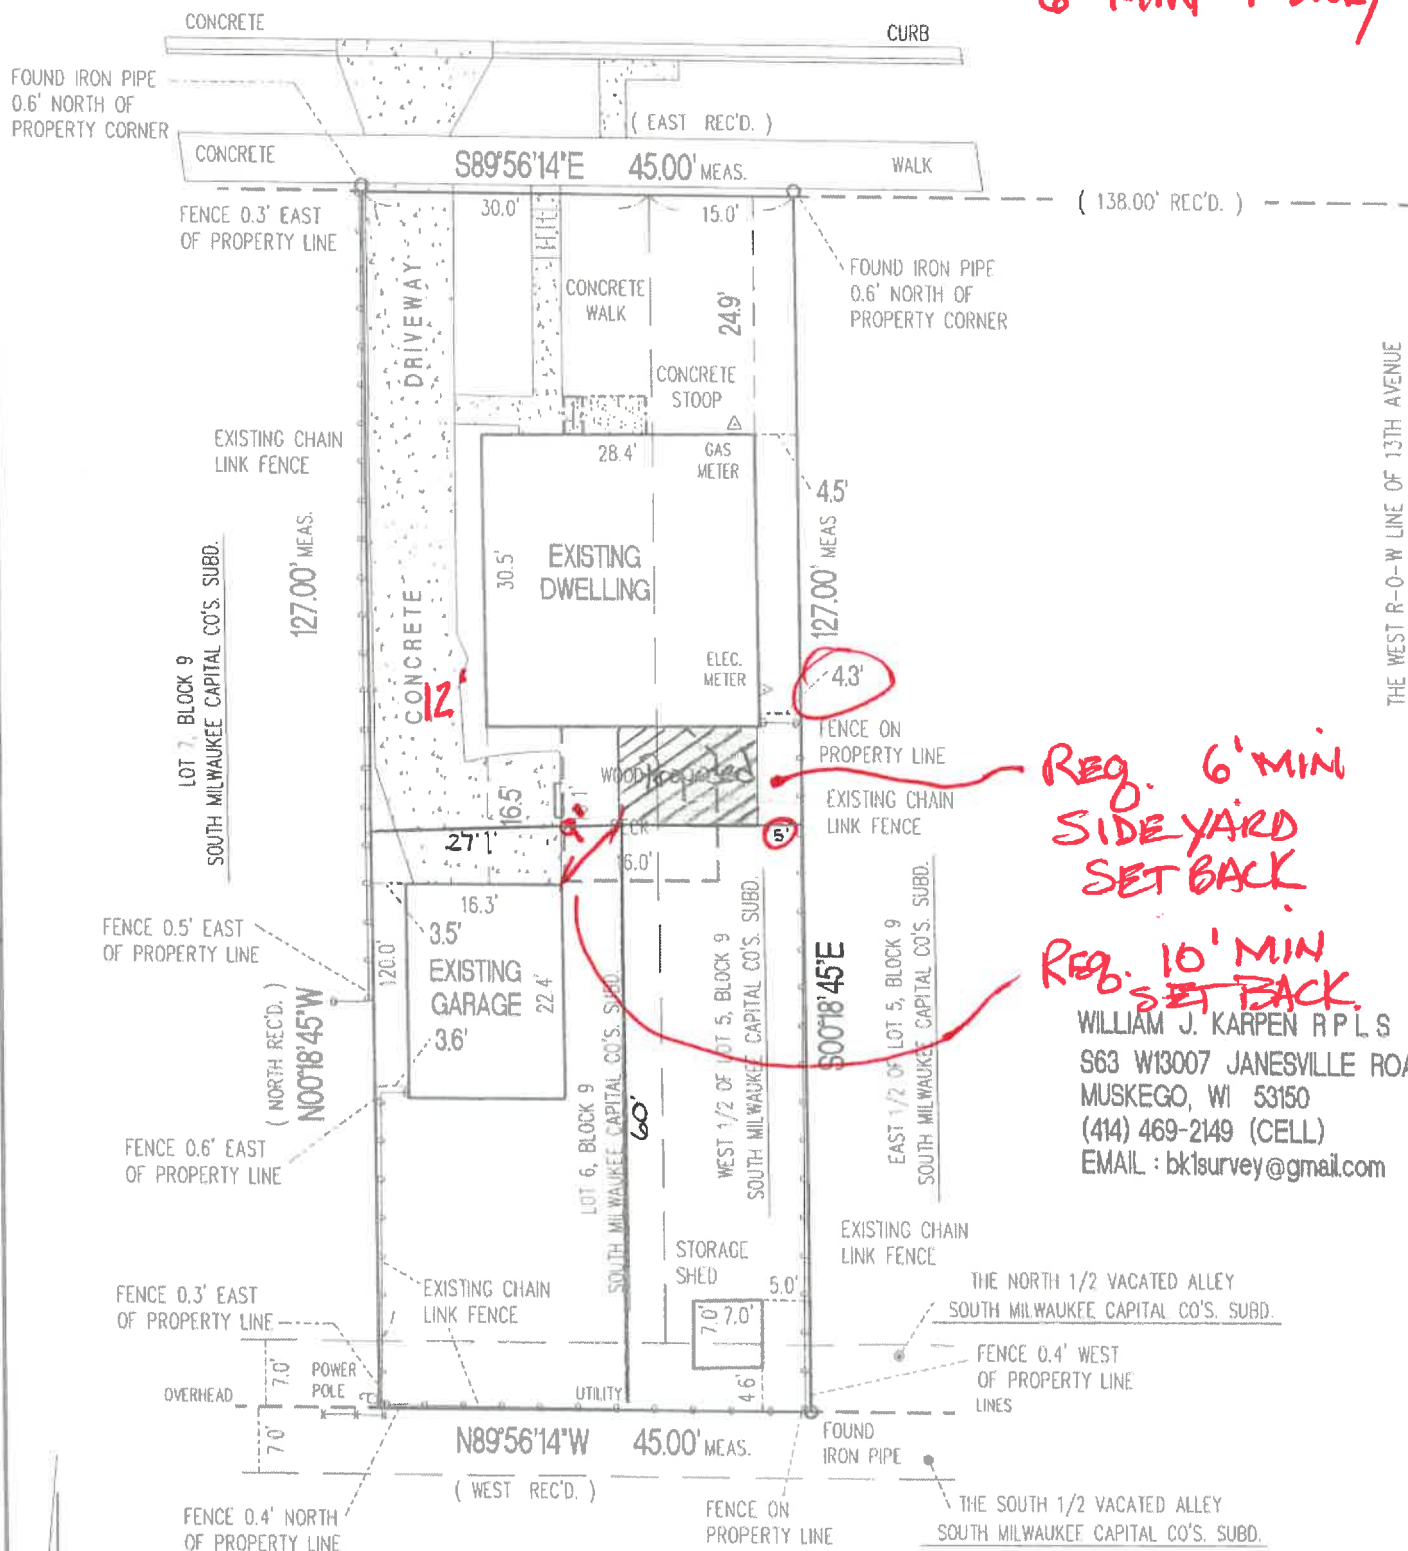 CONCRETE
CURB
FOUND IRON PIPE
0.6' NORTH OF
PROPERTY CORNER
( EAST REC'D. )
CONCRETE
S89°56'14"E 45.00' MEAS.
WALK
30.0'
15.0'
( 138.00' REC'D. )
FENCE 0.3' EAST
OF PROPERTY LINE
FOUND IRON PIPE
0.6' NORTH OF
PROPERTY CORNER
CONCRETE
WALK
24.9'
CONCRETE DRIVEWAY
CONCRETE
STOOP
THE WEST R-O-W LINE OF 13TH AVENUE
EXISTING CHAIN
LINK FENCE
28.4'
GAS
METER
4.5'
127.00' MEAS.
127.00' MEAS
30.5'
EXISTING
DWELLING
LOT 7, BLOCK 9
SOUTH MILWAUKEE CAPITAL CO'S. SUBD.
ELEC.
METER
4.3'
12'
FENCE ON
PROPERTY LINE
WOOD
Proposed
REQ. 6' MIN
SIDEYARD
SETBACK
EXISTING CHAIN
LINK FENCE
16.5'
9'
5'
27'1"
6.0'
16.3'
FENCE 0.5' EAST
OF PROPERTY LINE
3.5'
EXISTING
GARAGE
22.4'
120.0'
3.6'
REQ. 10' MIN
SETBACK.
( NORTH REC'D. )
N00°18'45"W
S00°18'45"E
WILLIAM J. KARPEN R P L S
S63 W13007 JANESVILLE ROA
MUSKEGO, WI 53150
(414) 469-2149 (CELL)
EMAIL : bk1survey@gmail.com
LOT 6, BLOCK 9
SOUTH MILWAUKEE CAPITAL CO'S. SUBD.
60'
WEST 1/2 OF LOT 5, BLOCK 9
SOUTH MILWAUKEE CAPITAL CO'S. SUBD.
EAST 1/2 OF LOT 5, BLOCK 9
SOUTH MILWAUKEE CAPITAL CO'S. SUBD.
FENCE 0.6' EAST
OF PROPERTY LINE
EXISTING CHAIN
LINK FENCE
STORAGE
SHED
5.0'
7.0'
7.0'
4.6'
EXISTING CHAIN
LINK FENCE
FENCE 0.3' EAST
OF PROPERTY LINE
THE NORTH 1/2 VACATED ALLEY
SOUTH MILWAUKEE CAPITAL CO'S. SUBD.
7.0'
POWER
POLE
OVERHEAD
UTILITY
FENCE 0.4' WEST
OF PROPERTY LINE
LINES
7.0'
N89°56'14"W 45.00' MEAS.
( WEST REC'D. )
FOUND
IRON PIPE
FENCE 0.4' NORTH
OF PROPERTY LINE
FENCE ON
PROPERTY LINE
THE SOUTH 1/2 VACATED ALLEY
SOUTH MILWAUKEE CAPITAL CO'S. SUBD.